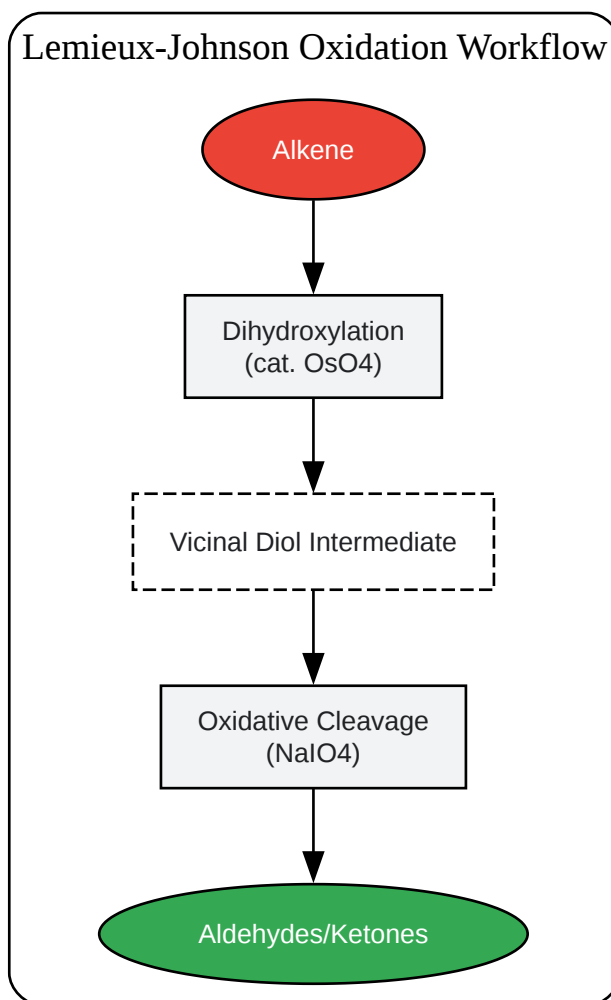 Lemieux-Johnson Oxidation Workflow
Alkene
Dihydroxylation
(cat. OsO4)
Vicinal Diol Intermediate
Oxidative Cleavage
(NaIO4)
Aldehydes/Ketones